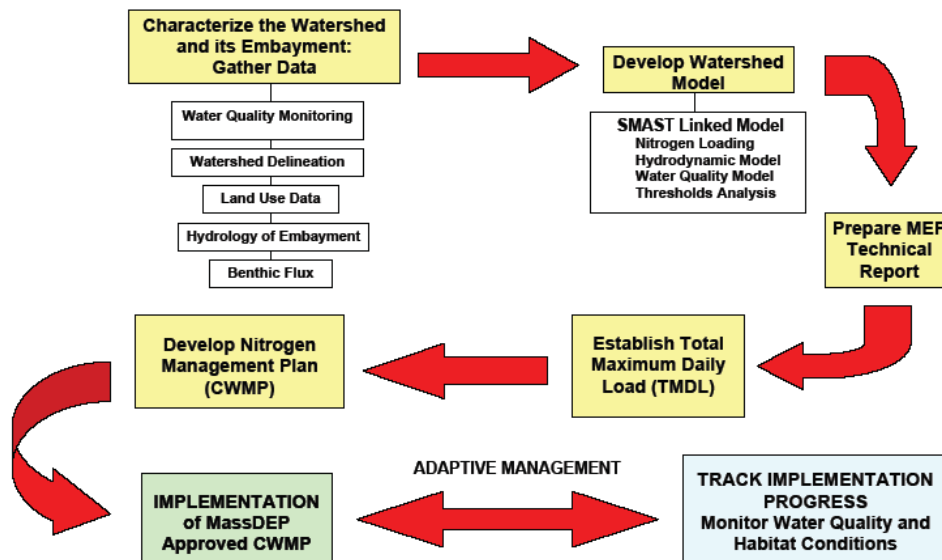 Characterize the Watershed
and its Embayment:
Gather Data
Water Quality Monitoring
Watershed Delineation
Land Use Data
Hydrology of Embayment
Benthic Flux
Develop Watershed
Model
SMAST Linked Model
Nitrogen Loading
Hydrodynamic Model
Water Quality Model
Thresholds Analysis
Prepare MEP
Technical
Report
Establish Total
Maximum Daily
Load (TMDL)
Develop Nitrogen
Management Plan
(CWMP)
IMPLEMENTATION
of MassDEP
Approved CWMP
ADAPTIVE MANAGEMENT
TRACK IMPLEMENTATION
PROGRESS
Monitor Water Quality and
Habitat Conditions